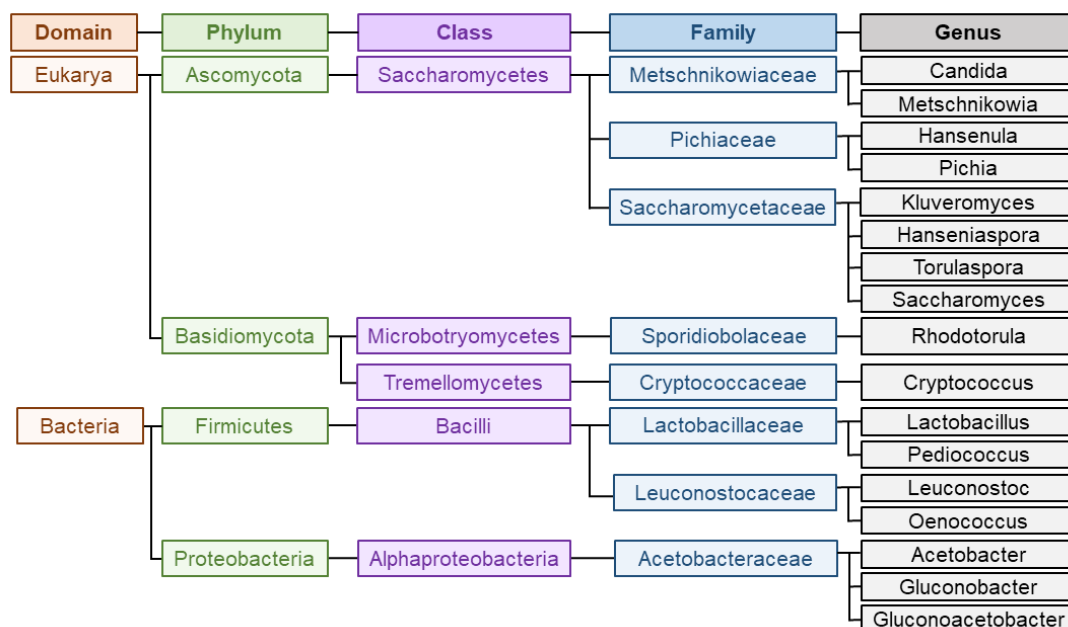 Domain Phylum Class Family Genus
Eukarya Ascomycota Saccharomycetes Metschnikowiaceae Candida
Metschnikowia
Pichiaceae Hansenula
Pichia
Saccharomycetaceae Kluveromyces
Hanseniaspora
Torulaspora
Saccharomyces
Basidiomycota Microbotryomycetes Sporidiobolaceae Rhodotorula
Tremellomycetes Cryptococcaceae Cryptococcus
Bacteria Firmicutes Bacilli Lactobacillaceae Lactobacillus
Pediococcus
Leuconostocaceae Leuconostoc
Oenococcus
Proteobacteria Alphaproteobacteria Acetobacteraceae Acetobacter
Gluconobacter
Gluconoacetobacter